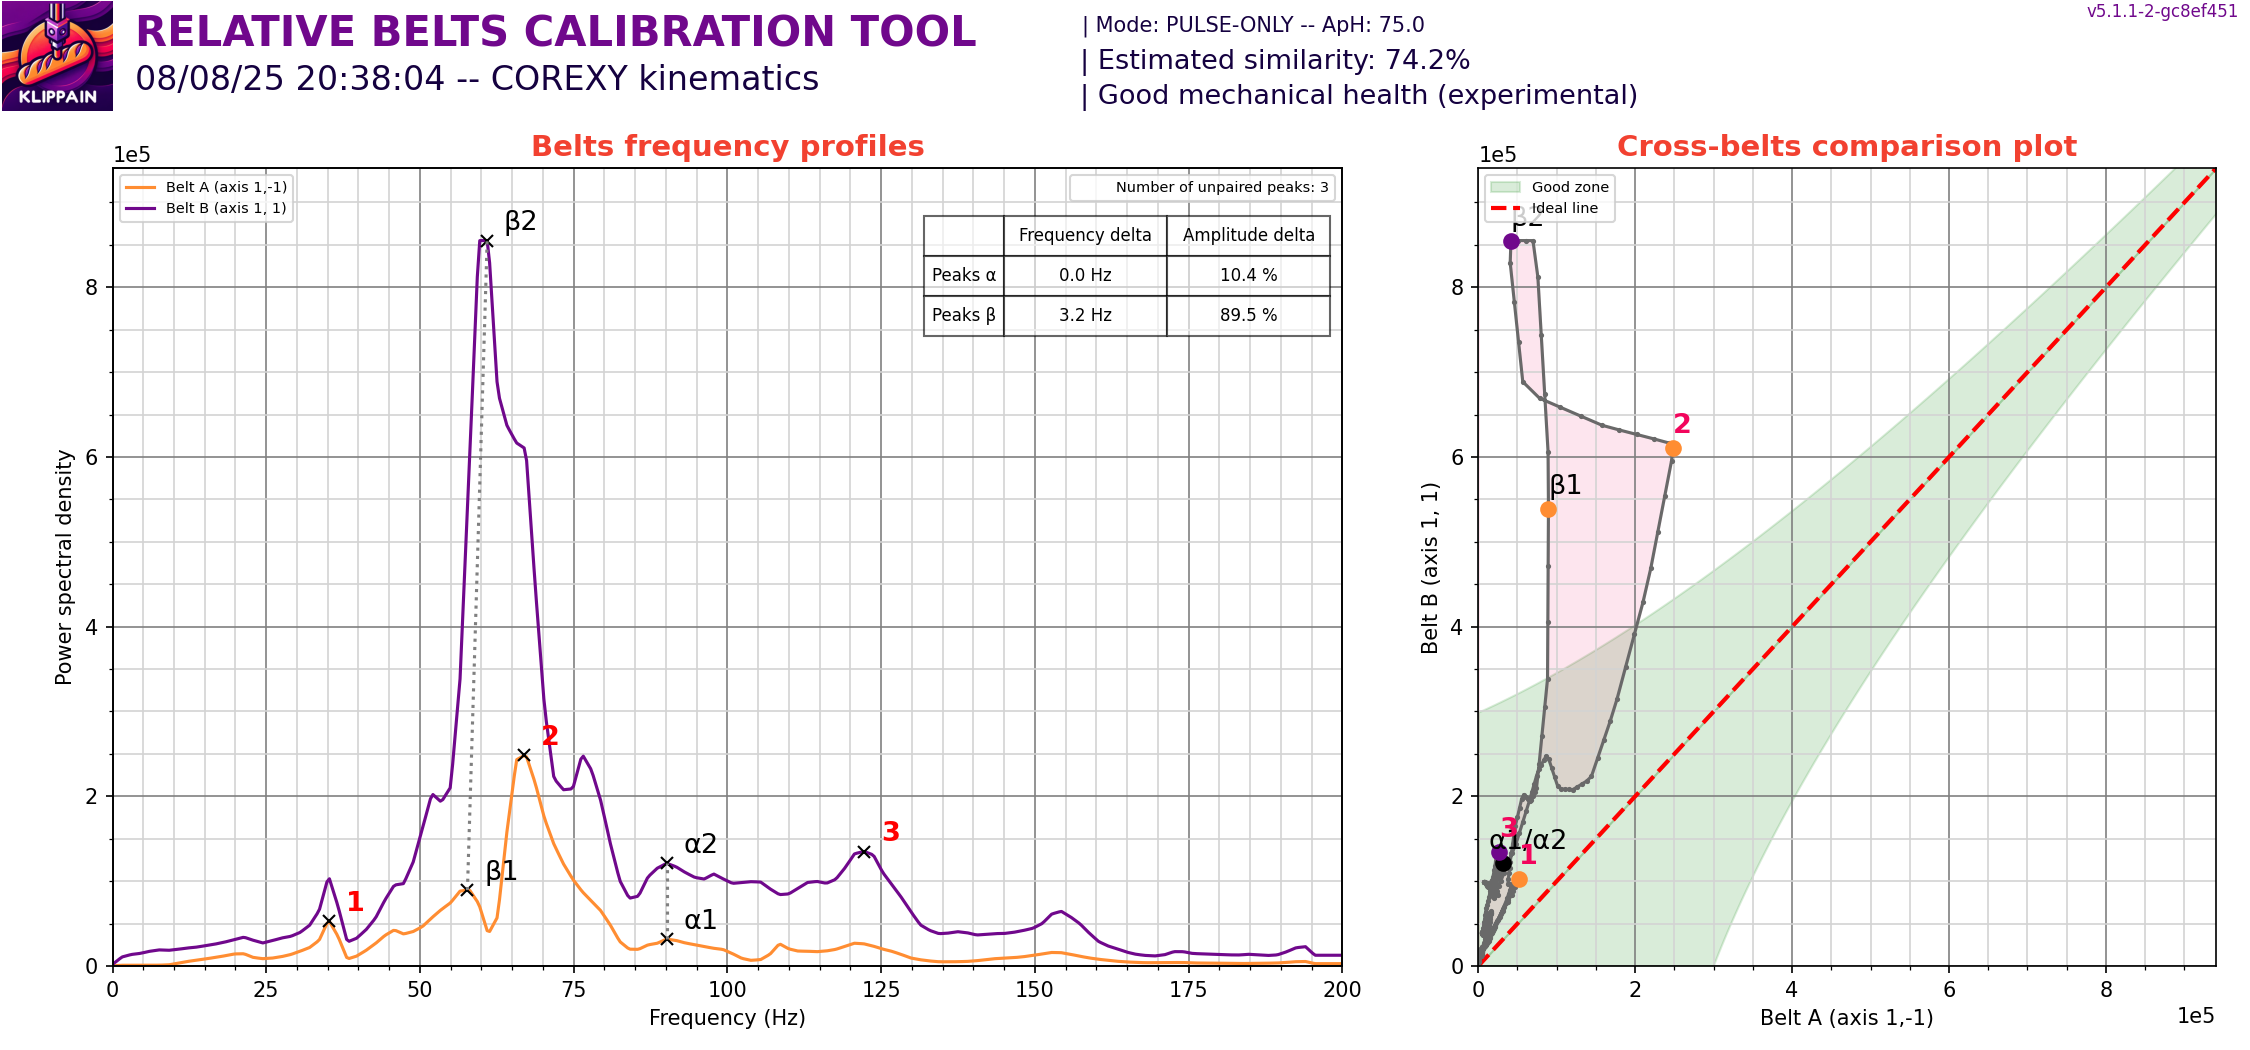 KLIPPAIN
RELATIVE BELTS CALIBRATION TOOL
08/08/25 20:38:04 -- COREXY kinematics
| Mode: PULSE-ONLY -- ApH: 75.0
| Estimated similarity: 74.2%
| Good mechanical health (experimental)
v5.1.1-2-gc8ef451
Belts frequency profiles
1e5
Belt A (axis 1,-1)
Belt B (axis 1, 1)
Number of unpaired peaks: 3
Frequency delta Amplitude delta
Peaks α 0.0 Hz 10.4 %
Peaks β 3.2 Hz 89.5 %
β2
2
3
α2
β1
1
α1
Power spectral density
8
6
4
2
0
0 25 50 75 100 125 150 175 200
Frequency (Hz)
Cross-belts comparison plot
1e5
Good zone
Ideal line
β2
2
β1
3
α1/α2
1
Belt B (axis 1, 1)
8
6
4
2
0
0 2 4 6 8
Belt A (axis 1,-1)
1e5